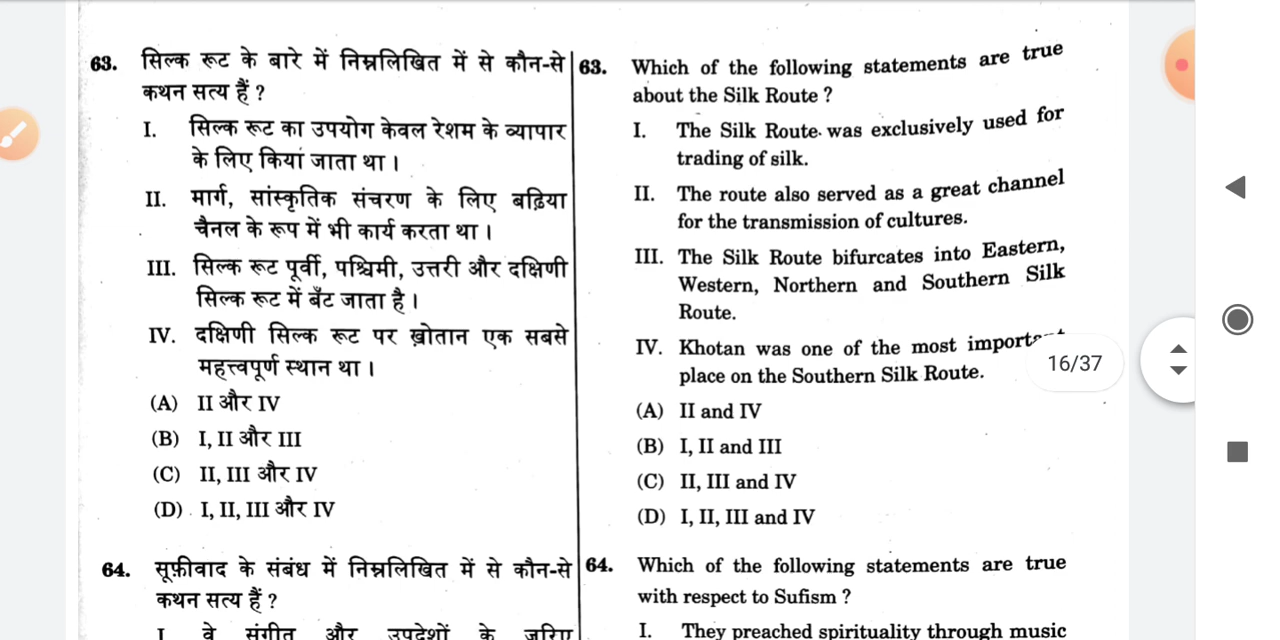 63. सिल्क रूट के बारे में निम्नलिखित में से कौन-से
कथन सत्य हैं ?
I. सिल्क रूट का उपयोग केवल रेशम के व्यापार
के लिए किया जाता था ।
II. मार्ग, सांस्कृतिक संचरण के लिए बढ़िया
चैनल के रूप में भी कार्य करता था ।
III. सिल्क रूट पूर्वी, पश्चिमी, उत्तरी और दक्षिणी
सिल्क रूट में बँट जाता है ।
IV. दक्षिणी सिल्क रूट पर ख़ोतान एक सबसे
महत्त्वपूर्ण स्थान था ।
(A) II और IV
(B) I, II और III
(C) II, III और IV
(D) I, II, III और IV
64. सूफ़ीवाद के संबंध में निम्नलिखित में से कौन-से
कथन सत्य हैं ?
I वे संगीत और उपदेशों के जरिए
63. Which of the following statements are true
about the Silk Route ?
I. The Silk Route was exclusively used for
trading of silk.
II. The route also served as a great channel
for the transmission of cultures.
III. The Silk Route bifurcates into Eastern,
Western, Northern and Southern Silk
Route.
IV. Khotan was one of the most important
place on the Southern Silk Route.
(A) II and IV
(B) I, II and III
(C) II, III and IV
(D) I, II, III and IV
64. Which of the following statements are true
with respect to Sufism ?
I. They preached spirituality through music
16/37